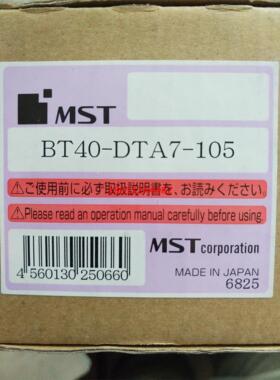 MST
BT40-DTA7-105
⚠ご使用前に必ず取扱説明書を、お読みください。
⚠Please read an operation manual carefully before using.
MST corporation
4 560130 250660
MADE IN JAPAN
6825